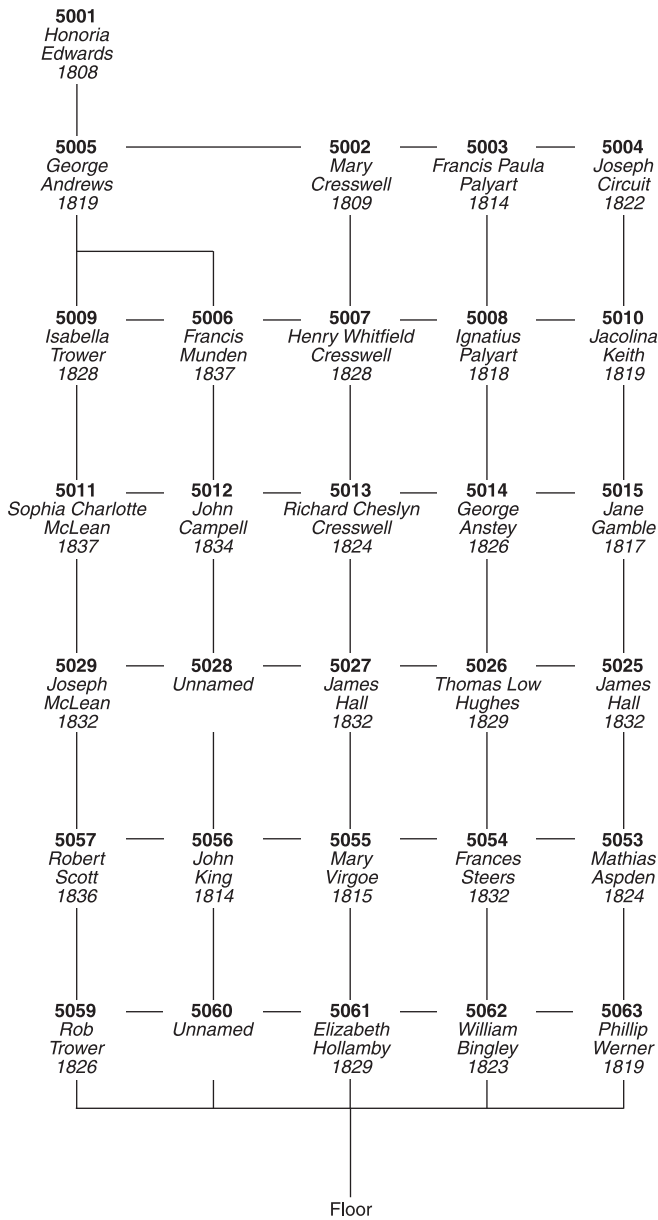 5001
Honoria
Edwards
1808
5005
George
Andrews
1819
5002
Mary
Cresswell
1809
5003
Francis Paula
Palyart
1814
5004
Joseph
Circuit
1822
5009
Isabella
Trower
1828
5006
Francis
Munden
1837
5007
Henry Whitfield
Cresswell
1828
5008
Ignatius
Palyart
1818
5010
Jacolina
Keith
1819
5011
Sophia Charlotte
McLean
1837
5012
John
Campell
1834
5013
Richard Cheslyn
Cresswell
1824
5014
George
Anstey
1826
5015
Jane
Gamble
1817
5029
Joseph
McLean
1832
5028
Unnamed
5027
James
Hall
1832
5026
Thomas Low
Hughes
1829
5025
James
Hall
1832
5057
Robert
Scott
1836
5056
John
King
1814
5055
Mary
Virgoe
1815
5054
Frances
Steers
1832
5053
Mathias
Aspden
1824
5059
Rob
Trower
1826
5060
Unnamed
5061
Elizabeth
Hollamby
1829
5062
William
Bingley
1823
5063
Phillip
Werner
1819
Floor